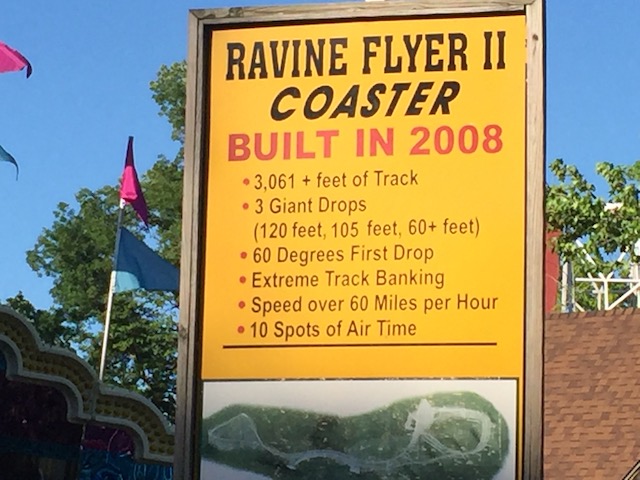 RAVINE FLYER II
COASTER
BUILT IN 2008
• 3,061 + feet of Track
• 3 Giant Drops
(120 feet, 105 feet, 60+ feet)
• 60 Degrees First Drop
• Extreme Track Banking
• Speed over 60 Miles per Hour
• 10 Spots of Air Time